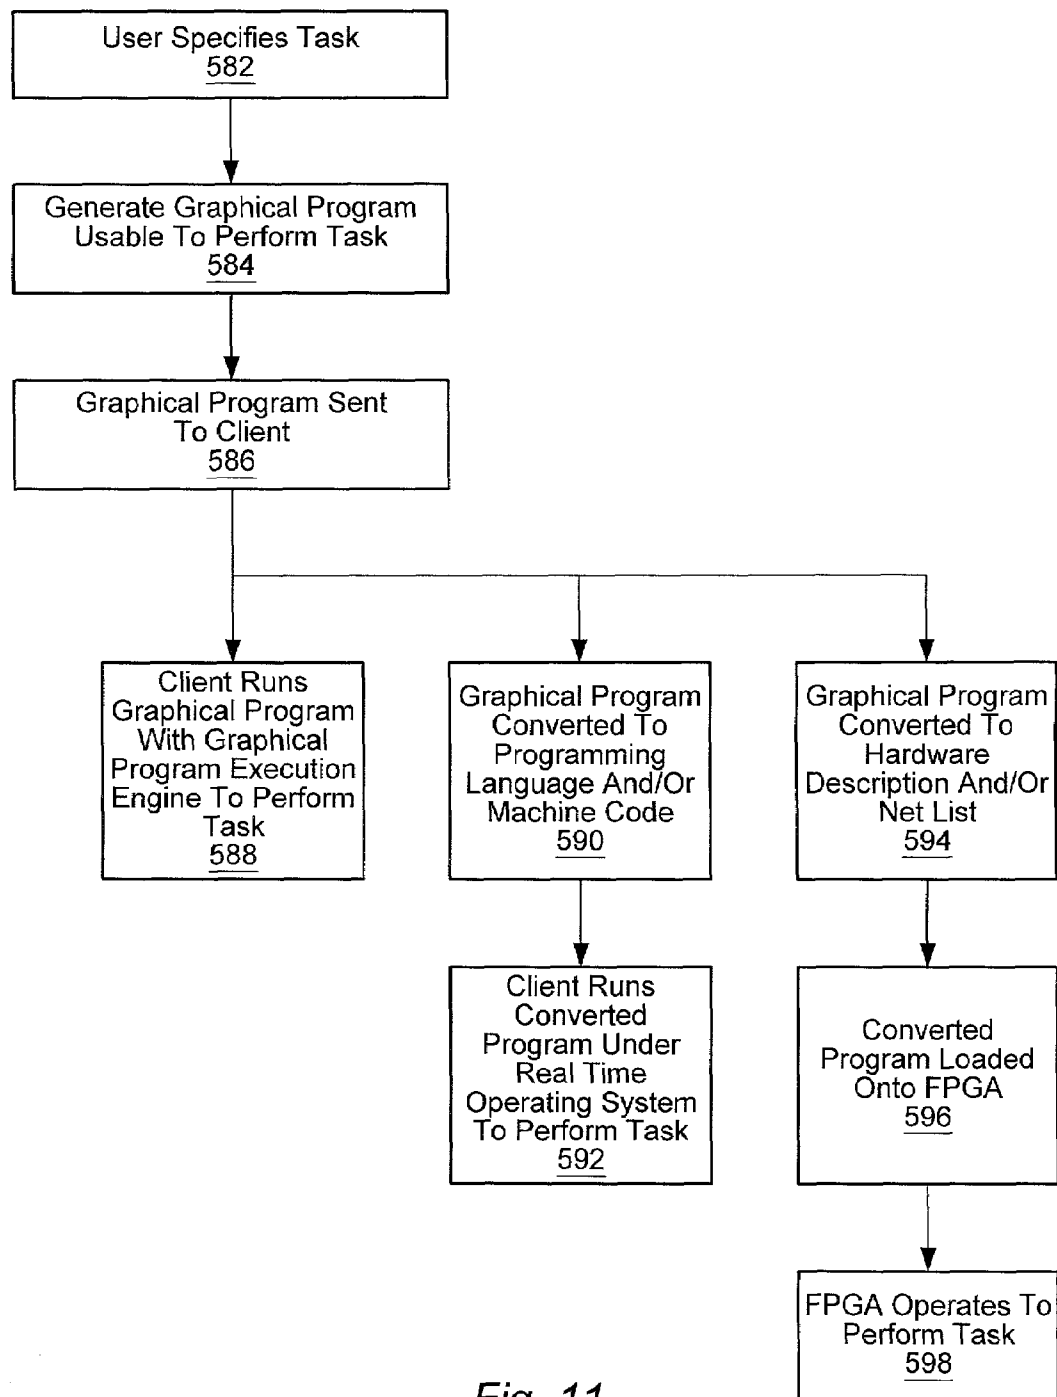 User Specifies Task
582
Generate Graphical Program
Usable To Perform Task
584
Graphical Program Sent
To Client
586
Client Runs
Graphical Program
With Graphical
Program Execution
Engine To Perform
Task
588
Graphical Program
Converted To
Programming
Language And/Or
Machine Code
590
Graphical Program
Converted To
Hardware
Description And/Or
Net List
594
Client Runs
Converted
Program Under
Real Time
Operating System
To Perform Task
592
Converted
Program Loaded
Onto FPGA
596
FPGA Operates To
Perform Task
598
Fig. 11